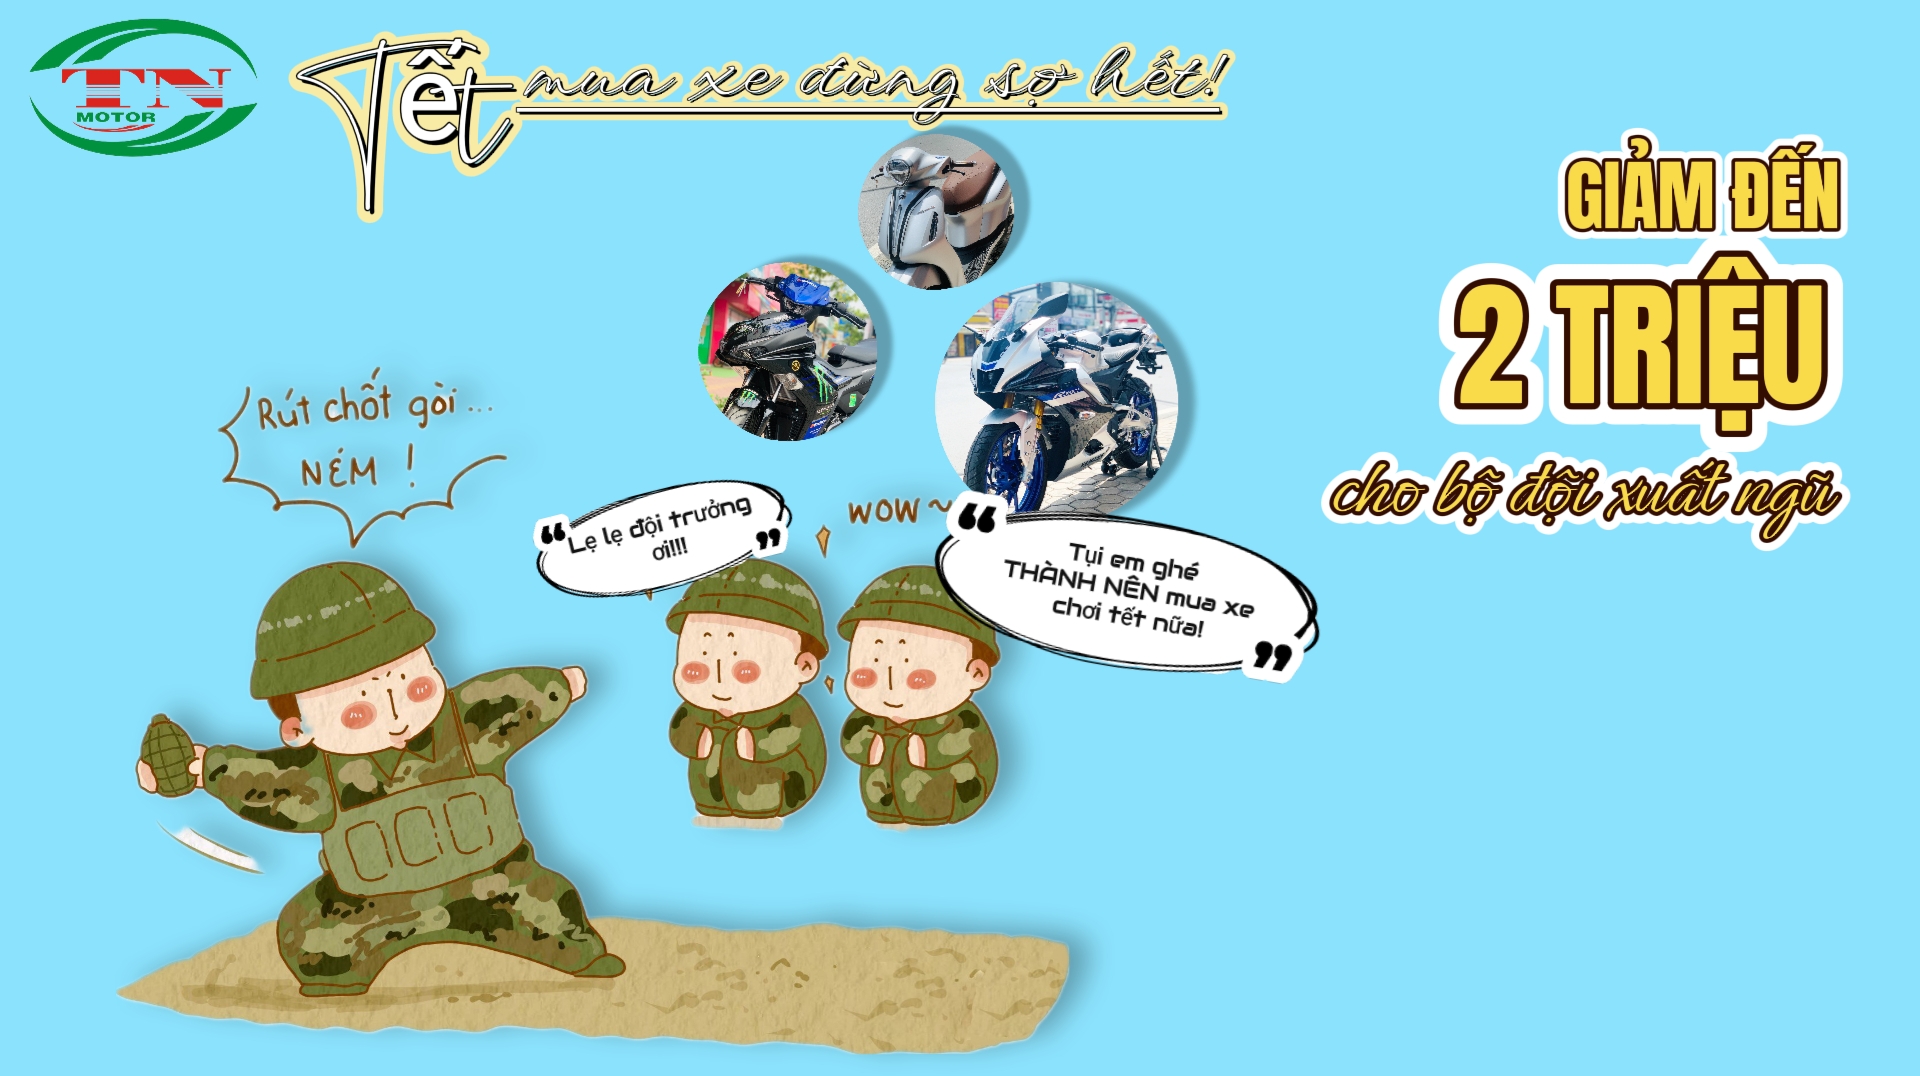 TN
MOTOR
Tết mua xe đừng sợ hết!
GIẢM ĐẾN
2 TRIỆU
cho bộ đội xuất ngũ
Rút chốt gòi...
NÉM !
“Lẹ lẹ đội trưởng
ơi!!!”
WOW~
“Tụi em ghé
THÀNH NÊN mua xe
chơi tết nữa!”